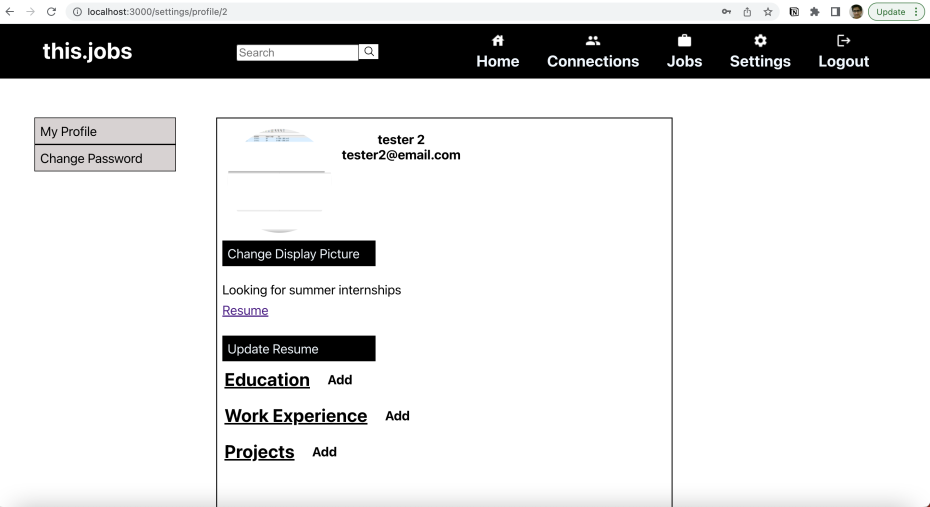 localhost:3000/settings/profile/2
Update
this.jobs
Search
Home Connections Jobs Settings Logout
My Profile
Change Password
tester 2
tester2@email.com
Change Display Picture
Looking for summer internships
Resume
Update Resume
Education Add
Work Experience Add
Projects Add